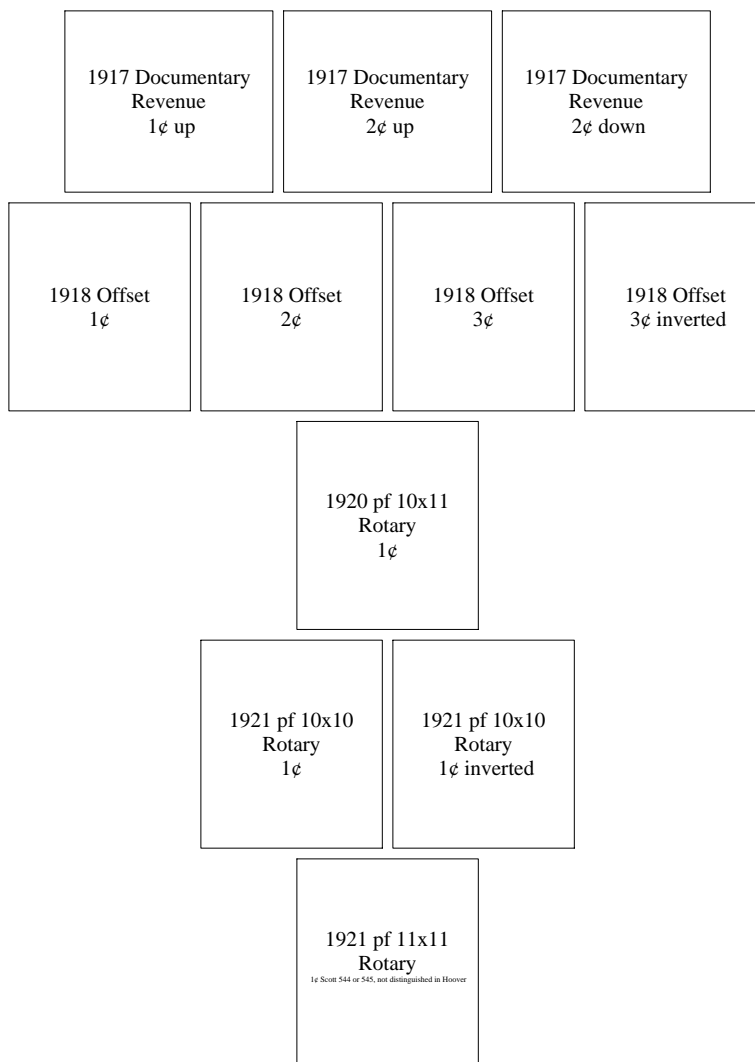 1917 Documentary
Revenue
1¢ up
1917 Documentary
Revenue
2¢ up
1917 Documentary
Revenue
2¢ down
1918 Offset
1¢
1918 Offset
2¢
1918 Offset
3¢
1918 Offset
3¢ inverted
1920 pf 10x11
Rotary
1¢
1921 pf 10x10
Rotary
1¢
1921 pf 10x10
Rotary
1¢ inverted
1921 pf 11x11
Rotary
1¢ Scott 544 or 545, not distinguished in Hoover